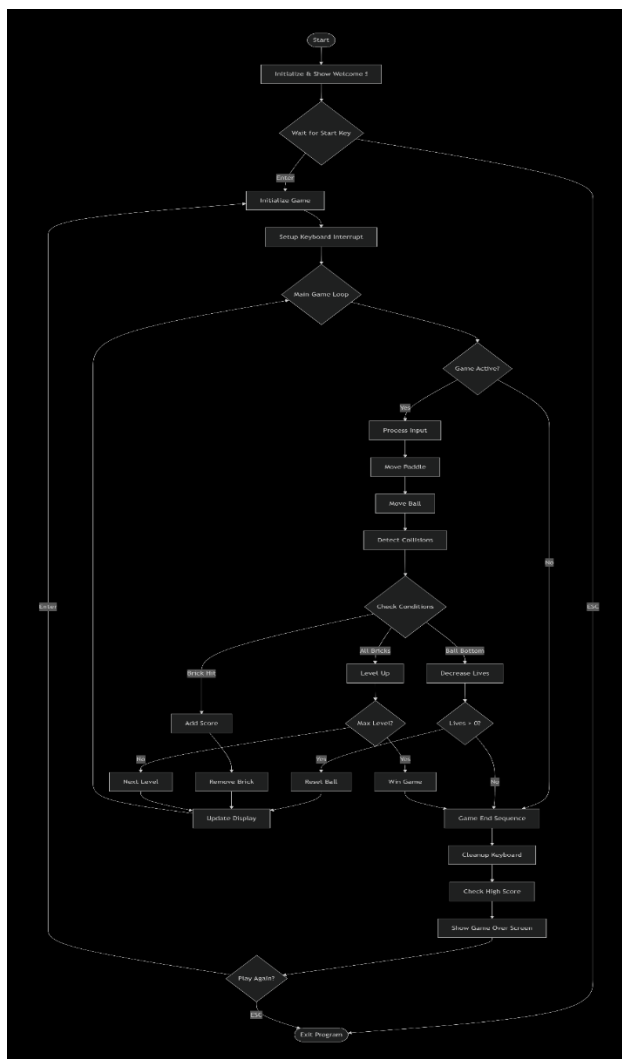 Start
Initialize & Show Welcome S
Wait for Start Key
Enter
Initialize Game
Setup Keyboard Interrupt
Main Game Loop
Game Active?
Yes
Process Input
Move Paddle
Move Ball
Detect Collisions
No
Check Conditions
Enter
ESC
All Bricks
Ball Bottom
Brick Hit
Level Up
Decrease Lives
Add Score
Max Level?
No
Yes
Yes
Next Level
Remove Brick
Reset Ball
Win Game
No
Update Display
Game End Sequence
Cleanup Keyboard
Check High Score
Show Game Over Screen
Play Again?
ESC
Exit Program